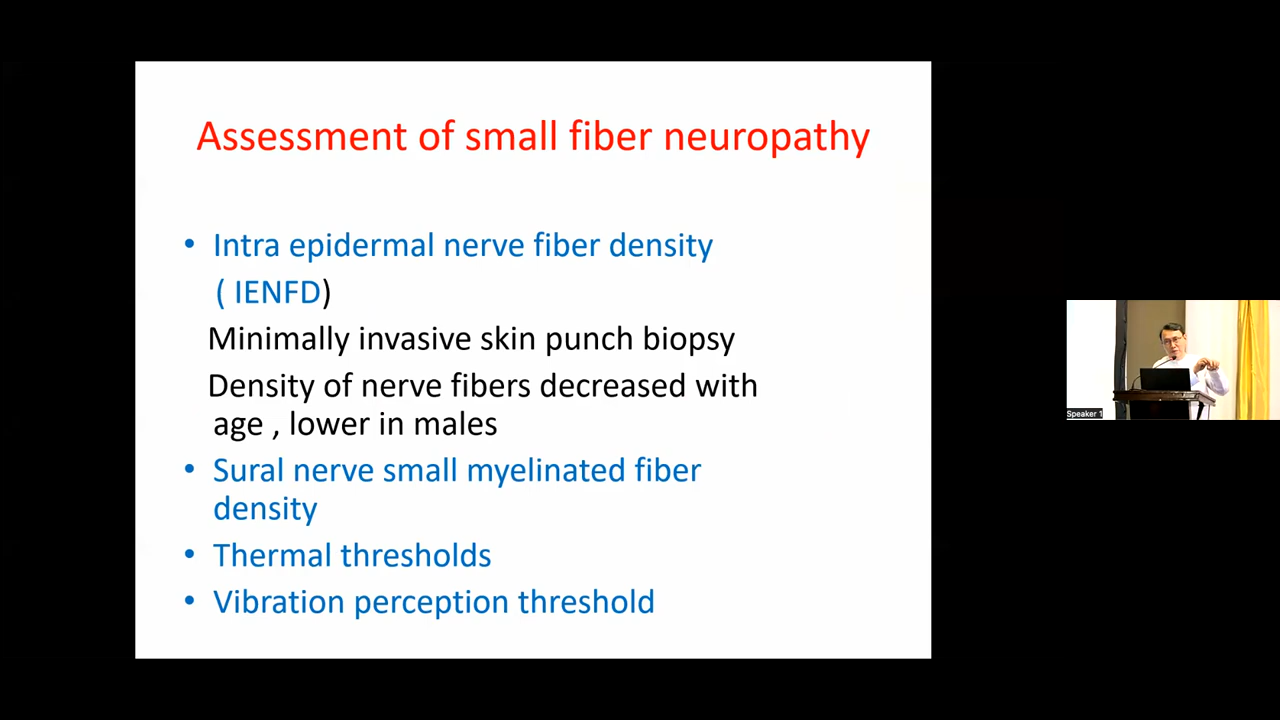 Assessment of small fiber neuropathy
• Intra epidermal nerve fiber density
( IENFD)
Minimally invasive skin punch biopsy
Density of nerve fibers decreased with
age , lower in males
• Sural nerve small myelinated fiber
density
• Thermal thresholds
• Vibration perception threshold
Speaker 1